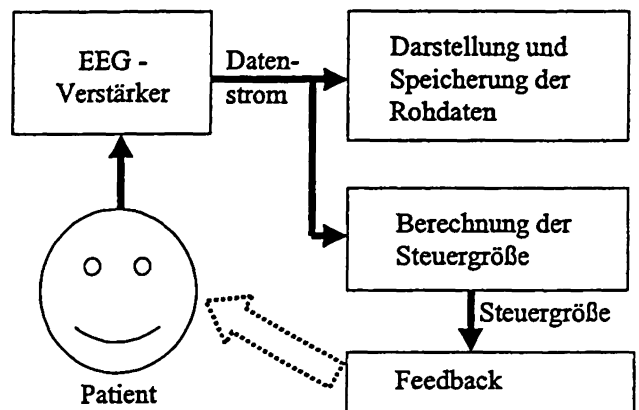 EEG -
Verstärker
Daten-
strom
Darstellung und
Speicherung der
Rohdaten
Berechnung der
Steuergröße
Steuergröße
Feedback
Patient